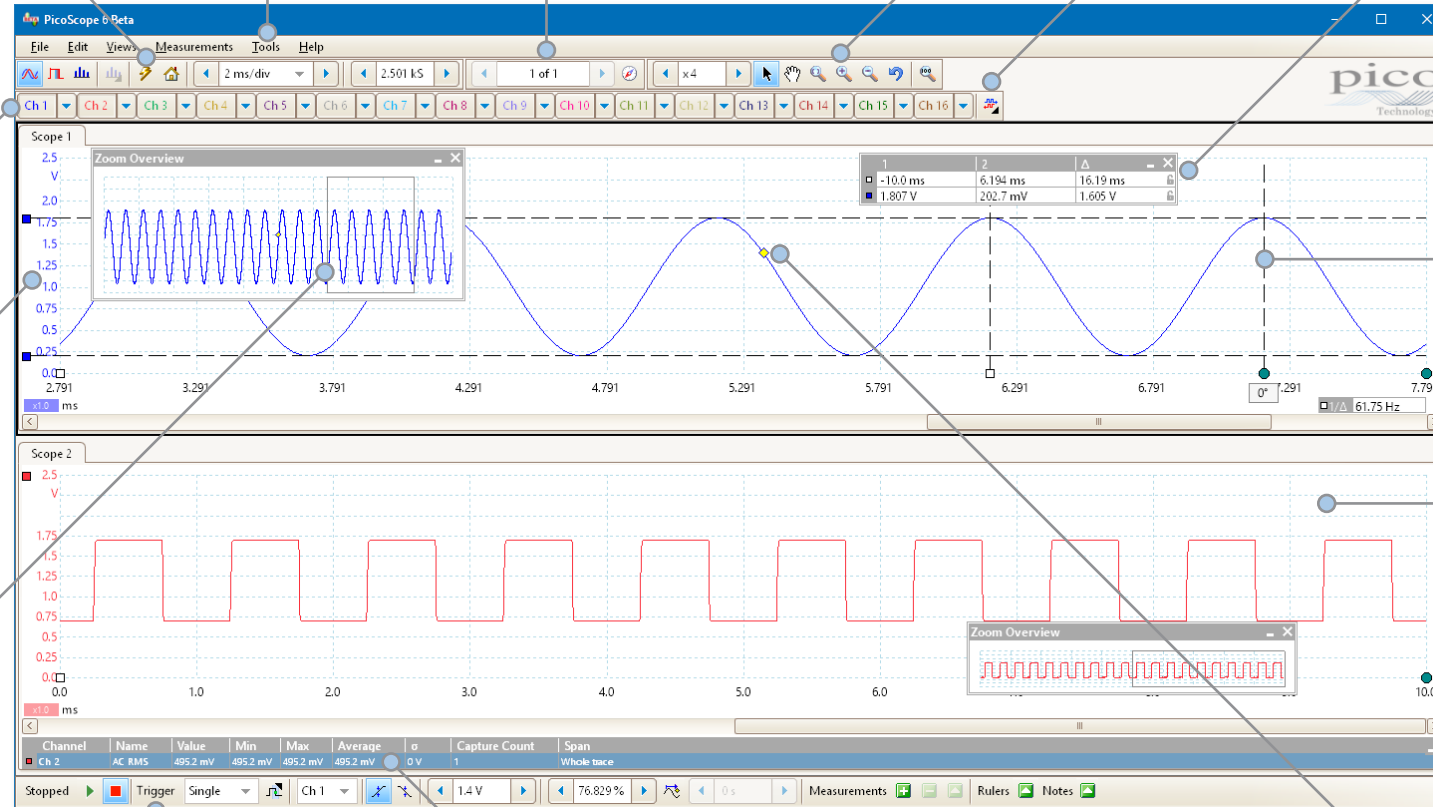 PicoScope 6 Beta
File Edit Views Measurements Tools Help
2 ms/div 2.501 kS 1 of 1 x4
pico
Technology
Ch 1 Ch 2 Ch 3 Ch 4 Ch 5 Ch 6 Ch 7 Ch 8 Ch 9 Ch 10 Ch 11 Ch 12 Ch 13 Ch 14 Ch 15 Ch 16
Scope 1
2.5
V
2.0
1.75
1.5
1.25
1.0
0.75
0.5
0.25
0.0
Zoom Overview
1 2 Δ
-10.0 ms 6.194 ms 16.19 ms
1.807 V 202.7 mV 1.605 V
2.791 3.291 3.791 4.291 4.791 5.291 5.791 6.291 6.791 7.291 7.79
0°
x1.0 ms
1/Δ 61.75 Hz
Scope 2
2.5
V
1.75
1.5
1.25
1.0
0.75
0.5
0.25
0.0
Zoom Overview
0.0 1.0 2.0 3.0 4.0 5.0 6.0 10.0
x1.0 ms
Channel Name Value Min Max Average σ Capture Count Span
Ch 2 AC RMS 495.2 mV 495.2 mV 495.2 mV 495.2 mV 0 V 1 Whole trace
Stopped Trigger Single Ch 1 1.4 V 76.829 % 0 s Measurements Rulers Notes